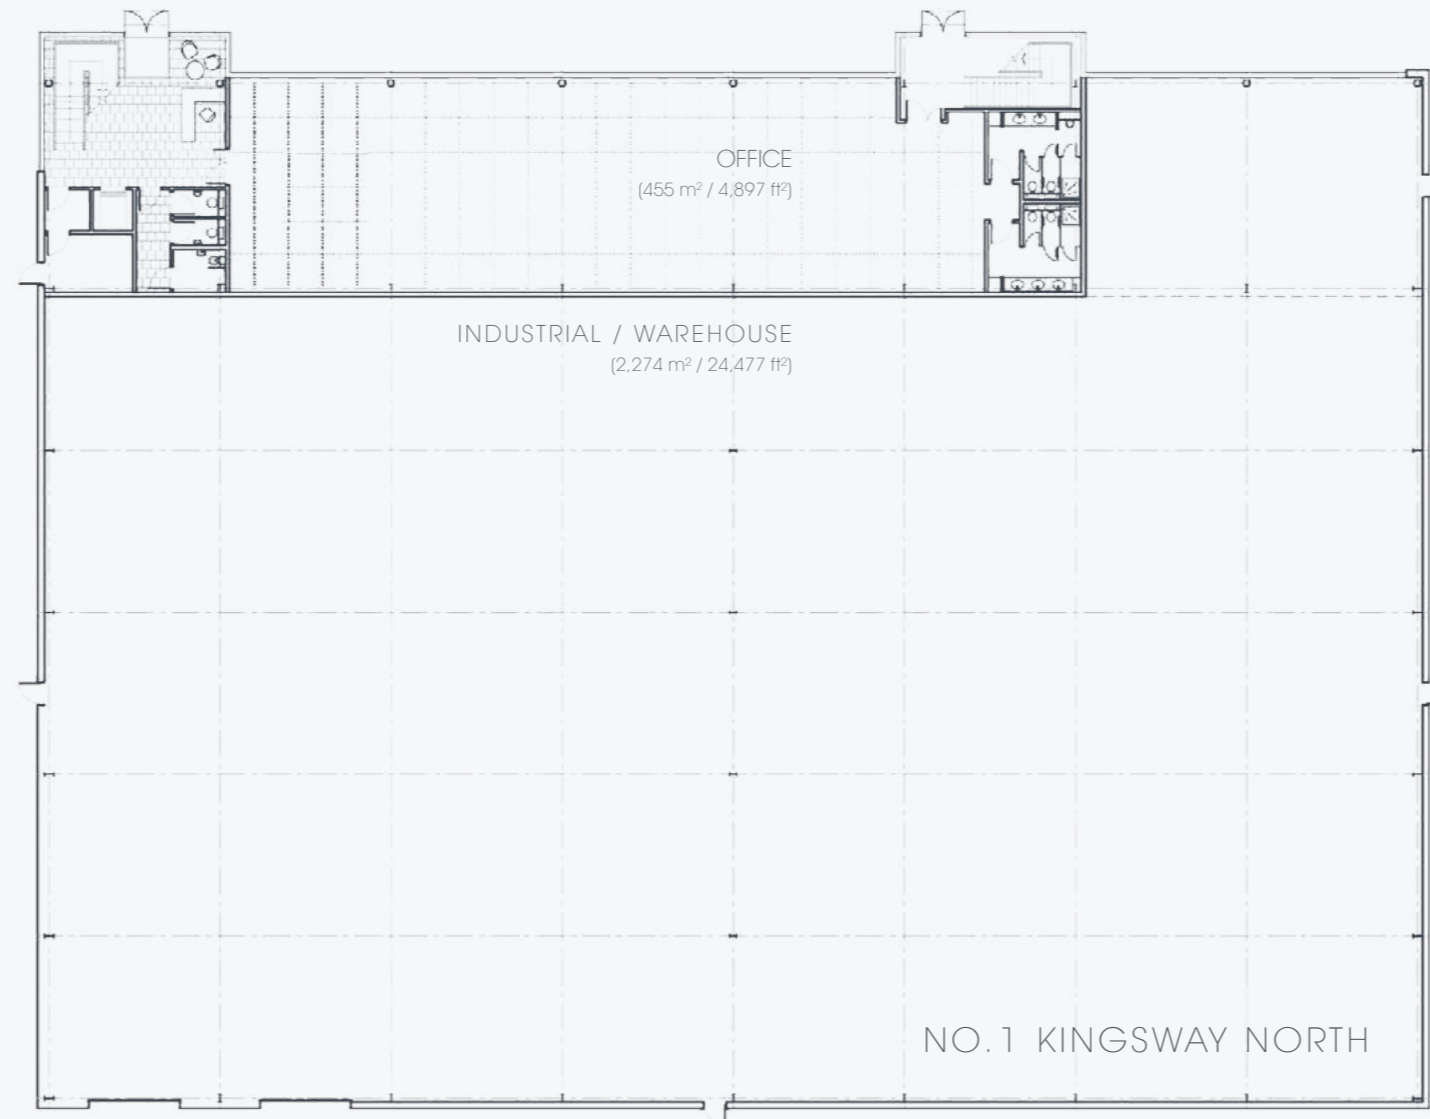 OFFICE
(455 m² / 4,897 ft²)
INDUSTRIAL / WAREHOUSE
(2,274 m² / 24,477 ft²)
NO.1 KINGSWAY NORTH